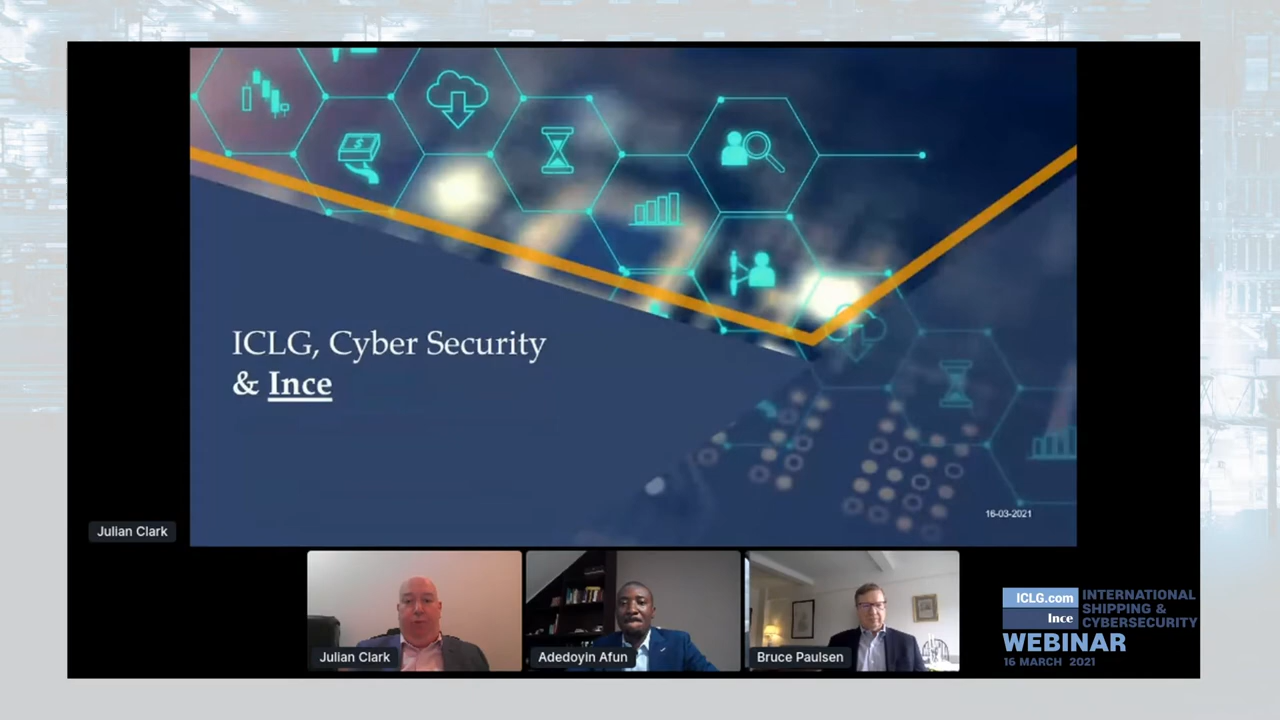 ICLG, Cyber Security
& Ince
16-03-2021
Julian Clark
Julian Clark
Adedoyin Afun
Bruce Paulsen
ICLG.com
Ince
INTERNATIONAL
SHIPPING &
CYBERSECURITY
WEBINAR
16 MARCH 2021
$